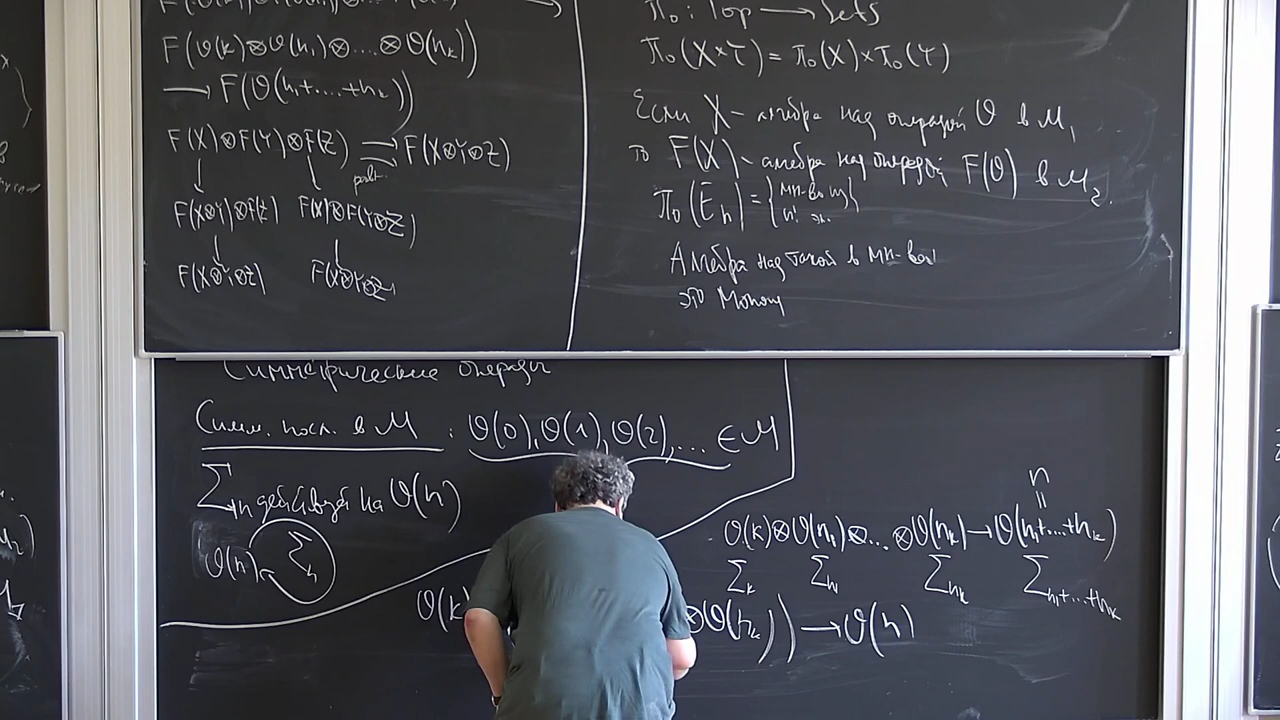 F(O(k)⊗O(n₁)⊗....⊗O(nₖ))
⟶ F(O(n₁+....+nₖ))
F(X)⊗F(Y)⊗F(Z) ⟶ F(X⊗Y⊗Z)
F(X⊗Y)⊗F(Z) F(X)⊗F(Y⊗Z)
F(X⊗Y⊗Z) F(X⊗Y⊗Z)
π₀: Top ⟶ Sets
π₀(X×Y) = π₀(X)×π₀(Y)
Если X – алгебра над операдой O в M₁
то F(X) – алгебра над операдой F(O) в M₂.
π₀(Eₙ) = { мн-во из n! эл. }
Алгебра над такой в мн-вах
это моноид
Симметрические операды
Симм. посл. в M : O(0), O(1), O(2), ... ∈ M
Σₙ действует на O(n)
O(n) Σₙ
n
=
O(k)⊗O(n₁)⊗...⊗O(nₖ) → O(n₁+...+nₖ)
Σₖ Σₙ₁ Σₙₖ Σₙ₁+...+ₙₖ
O(k) ⊗O(nₖ)) ⟶ O(n)